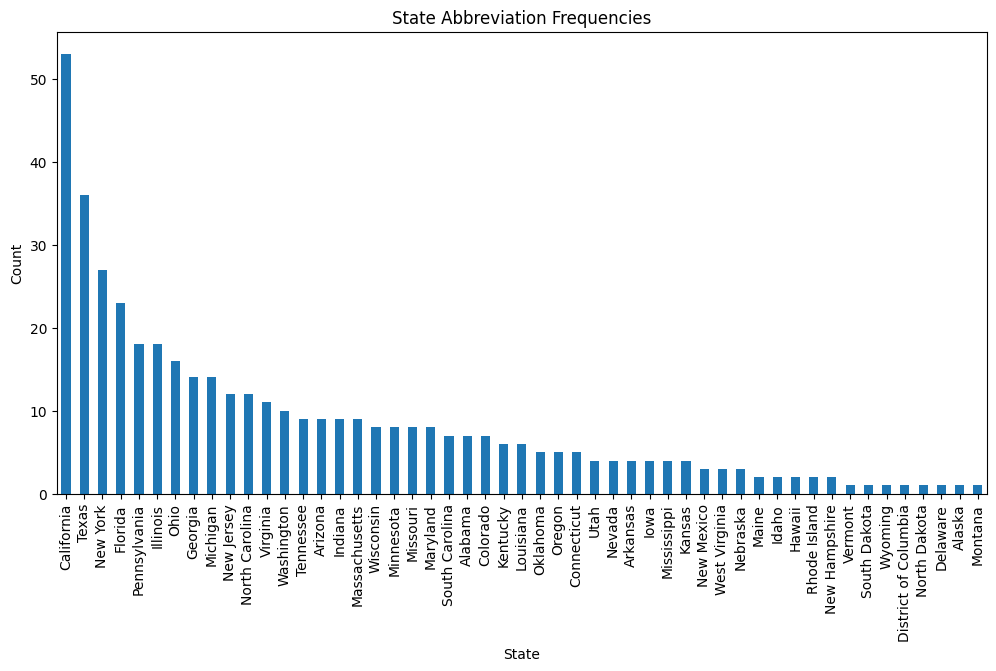 State Abbreviation Frequencies
Count
50
40
30
20
10
0
California
Texas
New York
Florida
Pennsylvania
Illinois
Ohio
Georgia
Michigan
New Jersey
North Carolina
Virginia
Washington
Tennessee
Arizona
Indiana
Massachusetts
Wisconsin
Minnesota
Missouri
Maryland
South Carolina
Alabama
Colorado
Kentucky
Louisiana
Oklahoma
Oregon
Connecticut
Utah
Nevada
Arkansas
Iowa
Mississippi
Kansas
New Mexico
West Virginia
Nebraska
Maine
Idaho
Hawaii
Rhode Island
New Hampshire
Vermont
South Dakota
Wyoming
District of Columbia
North Dakota
Delaware
Alaska
Montana
State